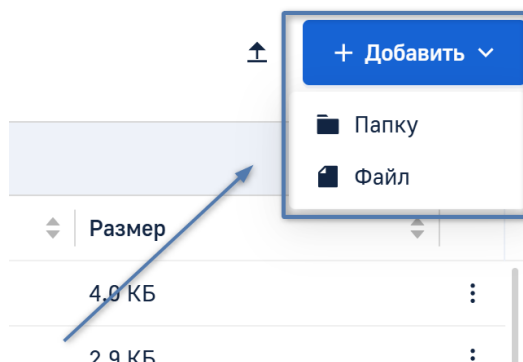 + Добавить
Папку
Файл
Размер
4.0 КБ
2.9 КБ